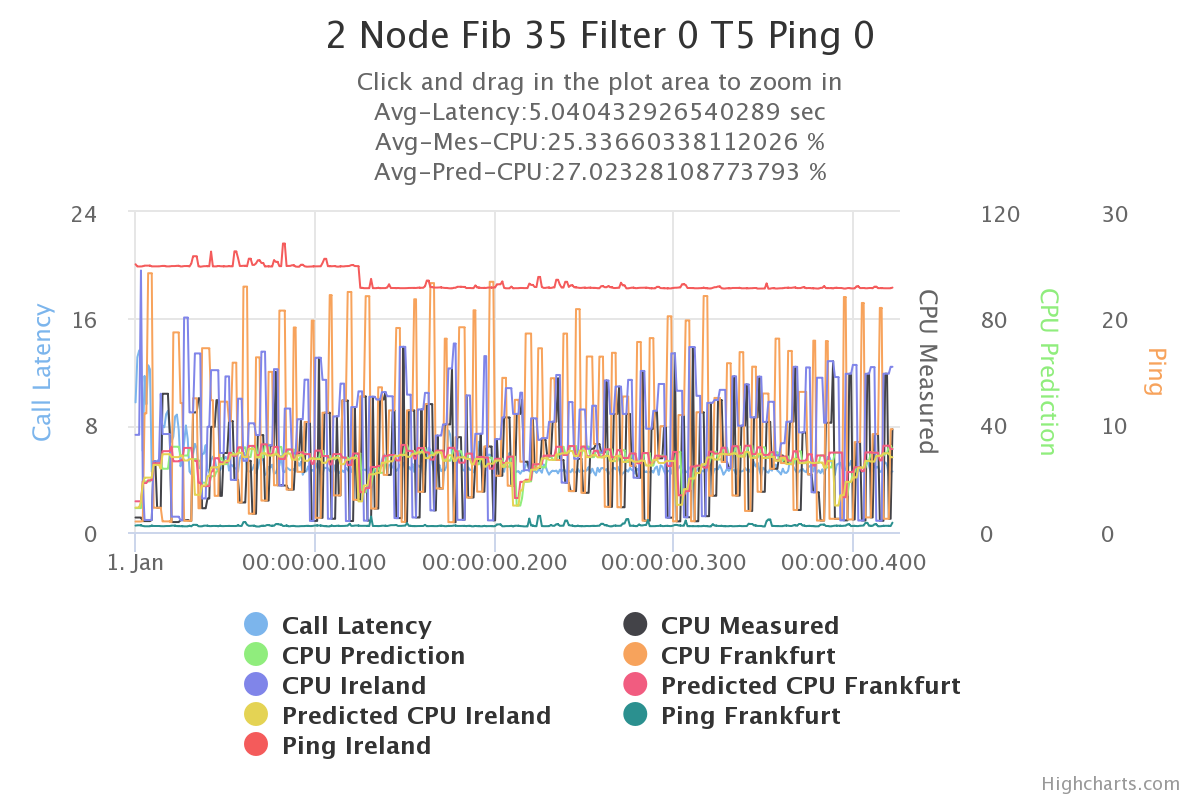 2 Node Fib 35 Filter 0 T5 Ping 0
Click and drag in the plot area to zoom in
Avg-Latency:5.040432926540289 sec
Avg-Mes-CPU:25.33660338112026 %
Avg-Pred-CPU:27.02328108773793 %
24
16
8
0
Call Latency
120
80
40
0
CPU Measured
CPU Prediction
30
20
10
0
Ping
1. Jan
00:00:00.100
00:00:00.200
00:00:00.300
00:00:00.400
Call Latency
CPU Measured
CPU Prediction
CPU Frankfurt
CPU Ireland
Predicted CPU Frankfurt
Predicted CPU Ireland
Ping Frankfurt
Ping Ireland
Highcharts.com